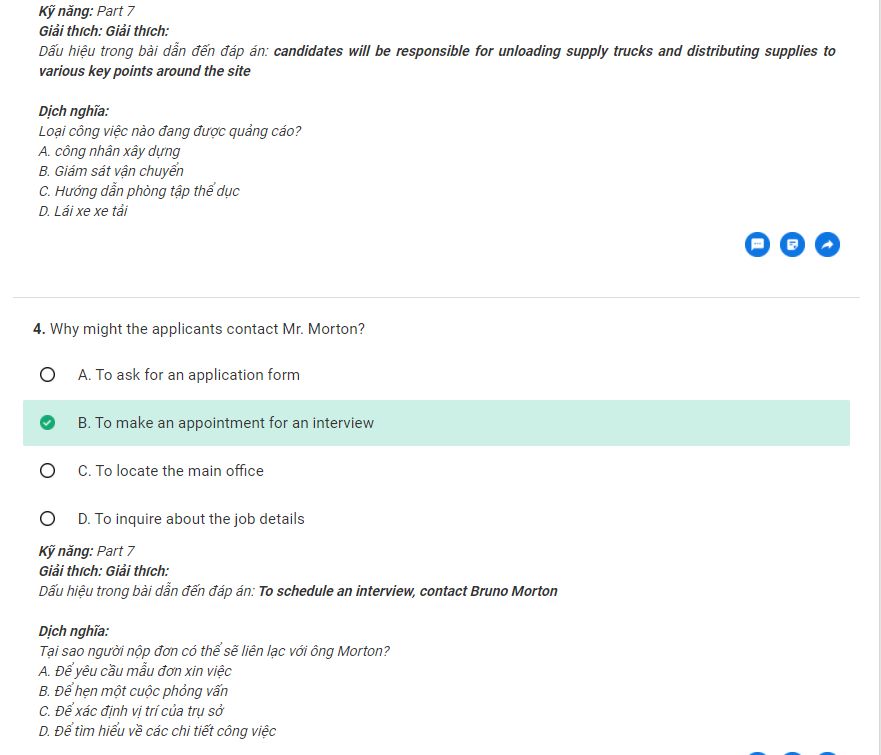 Kỹ năng: Part 7
Giải thích: Giải thích:
Dấu hiệu trong bài dẫn đến đáp án: candidates will be responsible for unloading supply trucks and distributing supplies to
various key points around the site
Dịch nghĩa:
Loại công việc nào đang được quảng cáo?
A. công nhân xây dựng
B. Giám sát vận chuyển
C. Hướng dẫn phòng tập thể dục
D. Lái xe xe tải
4. Why might the applicants contact Mr. Morton?
A. To ask for an application form
B. To make an appointment for an interview
C. To locate the main office
D. To inquire about the job details
Kỹ năng: Part 7
Giải thích: Giải thích:
Dấu hiệu trong bài dẫn đến đáp án: To schedule an interview, contact Bruno Morton
Dịch nghĩa:
Tại sao người nộp đơn có thể sẽ liên lạc với ông Morton?
A. Để yêu cầu mẫu đơn xin việc
B. Để hẹn một cuộc phỏng vấn
C. Để xác định vị trí của trụ sở
D. Để tìm hiểu về các chi tiết công việc